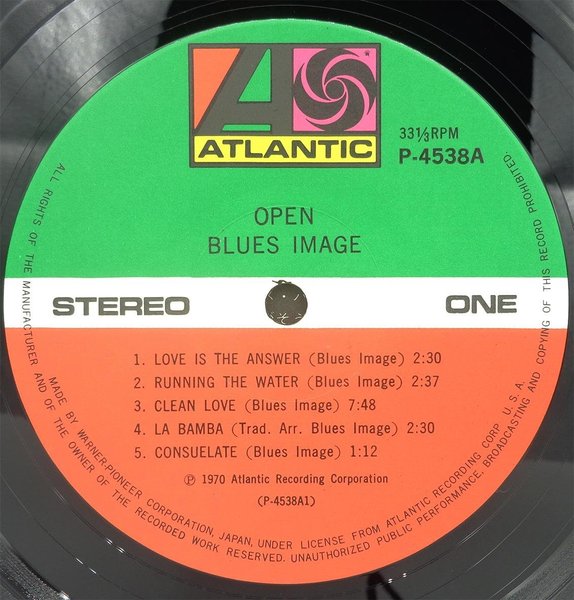 ATLANTIC
33⅓RPM
P-4538A
OPEN
BLUES IMAGE
STEREO ONE
1. LOVE IS THE ANSWER (Blues Image) 2:30
2. RUNNING THE WATER (Blues Image) 2:37
3. CLEAN LOVE (Blues Image) 7:48
4. LA BAMBA (Trad. Arr. Blues Image) 2:30
5. CONSUELATE (Blues Image) 1:12
Ⓟ 1970 Atlantic Recording Corporation
(P-4538A1)
ALL RIGHTS OF THE MANUFACTURER AND OF THE OWNER OF THE RECORDED WORK RESERVED. UNAUTHORIZED PUBLIC PERFORMANCE, BROADCASTING AND COPYING OF THIS RECORD PROHIBITED.
MADE BY WARNER-PIONEER CORPORATION, JAPAN, UNDER LICENSE FROM ATLANTIC RECORDING CORP. U.S.A.